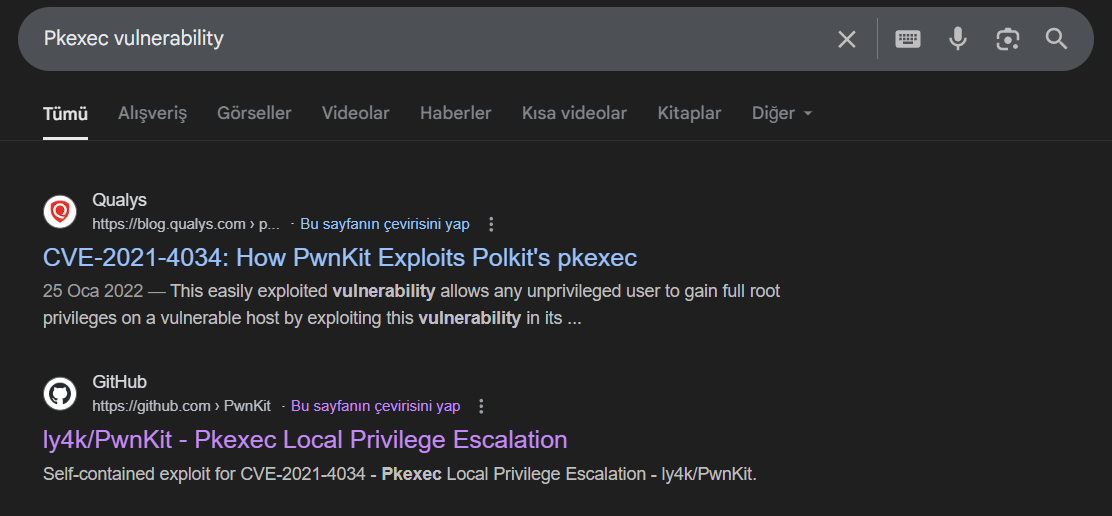 Pkexec vulnerability
Tümü Alışveriş Görseller Videolar Haberler Kısa videolar Kitaplar Diğer
Qualys
https://blog.qualys.com › p... · Bu sayfanın çevirisini yap
CVE-2021-4034: How PwnKit Exploits Polkit's pkexec
25 Oca 2022 — This easily exploited vulnerability allows any unprivileged user to gain full root
privileges on a vulnerable host by exploiting this vulnerability in its ...
GitHub
https://github.com › PwnKit · Bu sayfanın çevirisini yap
ly4k/PwnKit - Pkexec Local Privilege Escalation
Self-contained exploit for CVE-2021-4034 - Pkexec Local Privilege Escalation - ly4k/PwnKit.